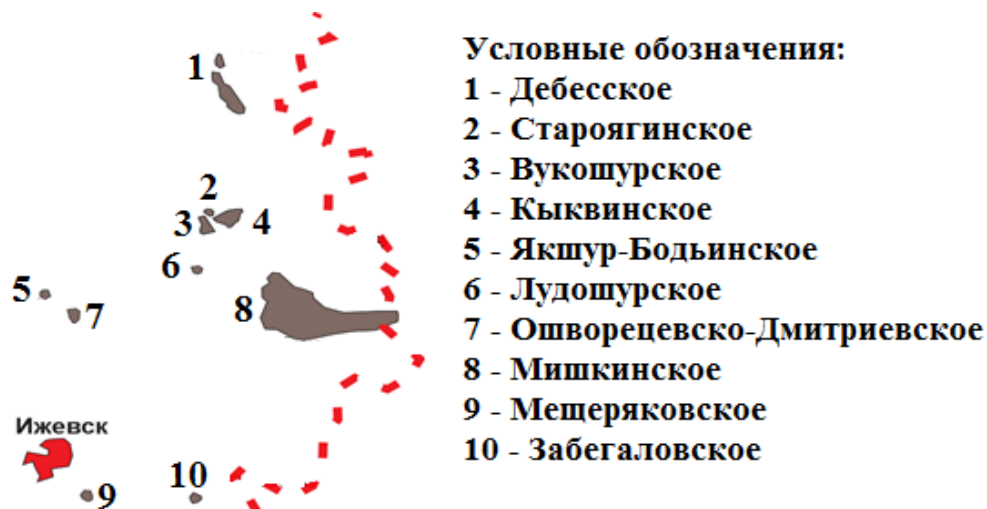 Условные обозначения:
1 - Дебесское
2 - Староягинское
3 - Вукошурское
4 - Кыквинское
5 - Якшур-Бодьинское
6 - Лудошурское
7 - Ошворецевско-Дмитриевское
8 - Мишкинское
9 - Мещеряковское
10 - Забегаловское
1
2
3
4
6
5
7
8
Ижевск
10
9